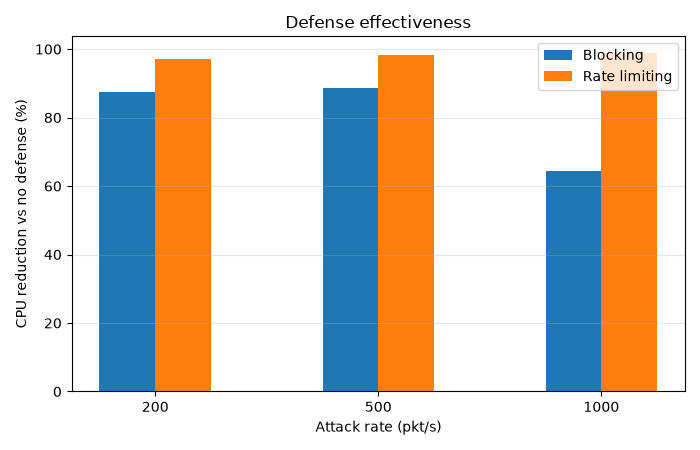 Defense effectiveness
CPU reduction vs no defense (%)
100
80
60
40
20
0
Blocking
Rate limiting
200
500
1000
Attack rate (pkt/s)